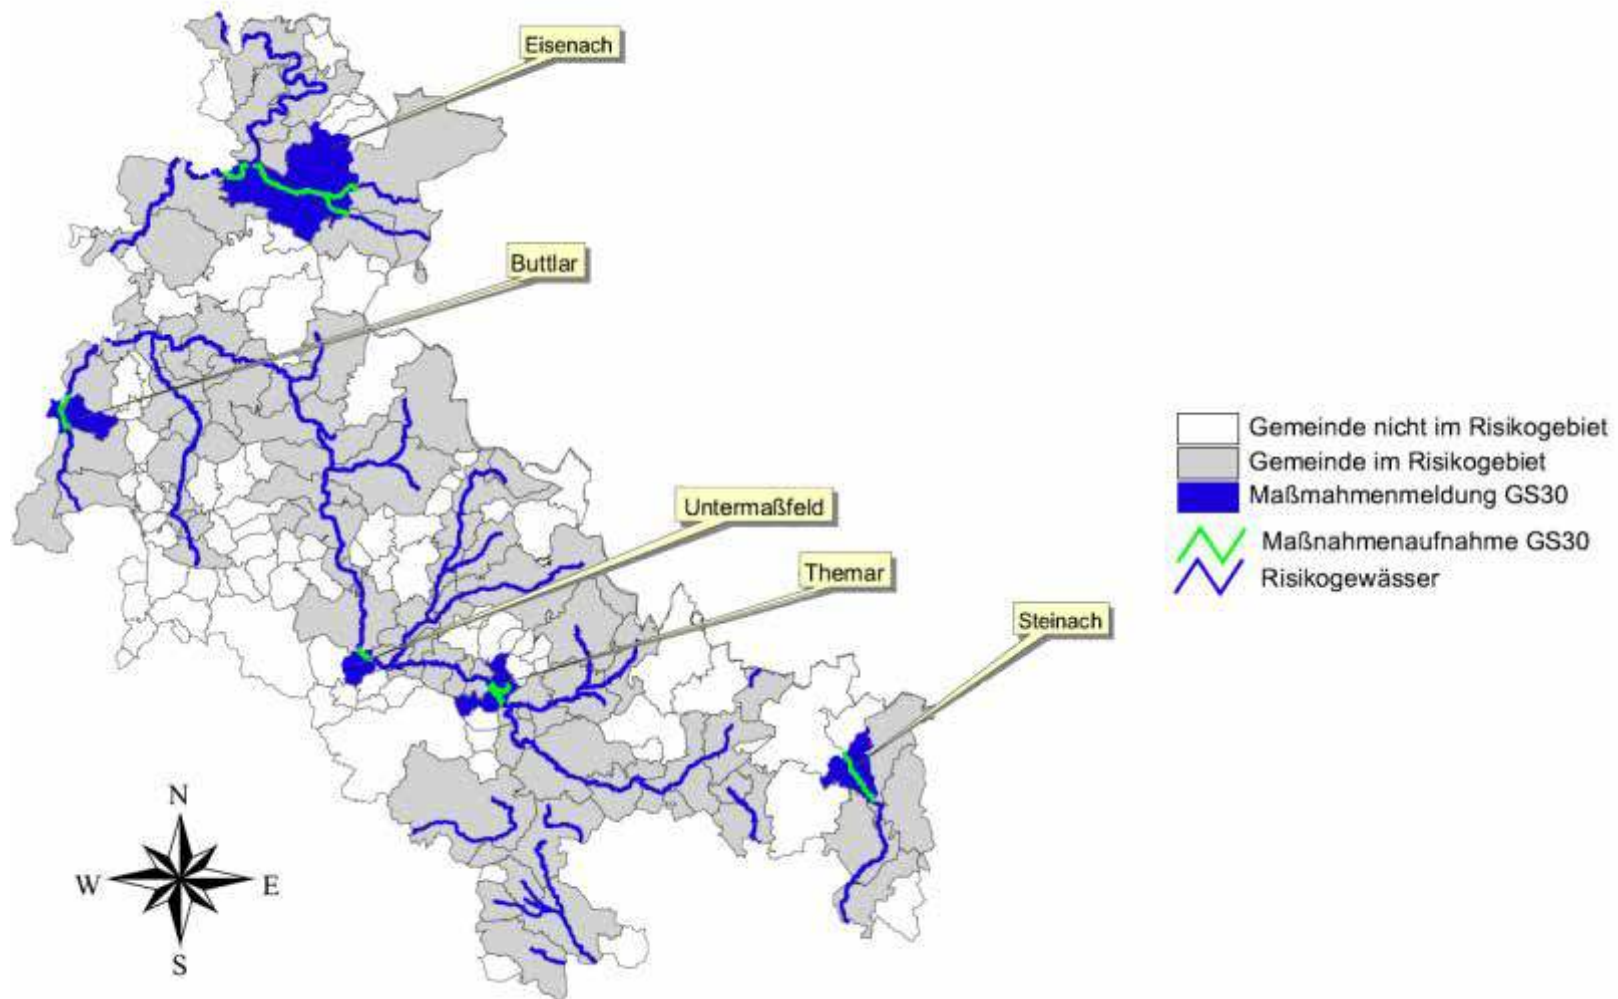 Eisenach
Buttlar
Untermaßfeld
Themar
Steinach
Gemeinde nicht im Risikogebiet
Gemeinde im Risikogebiet
Maßmahmenmeldung GS30
Maßnahmenaufnahme GS30
Risikogewässer
N
W
E
S